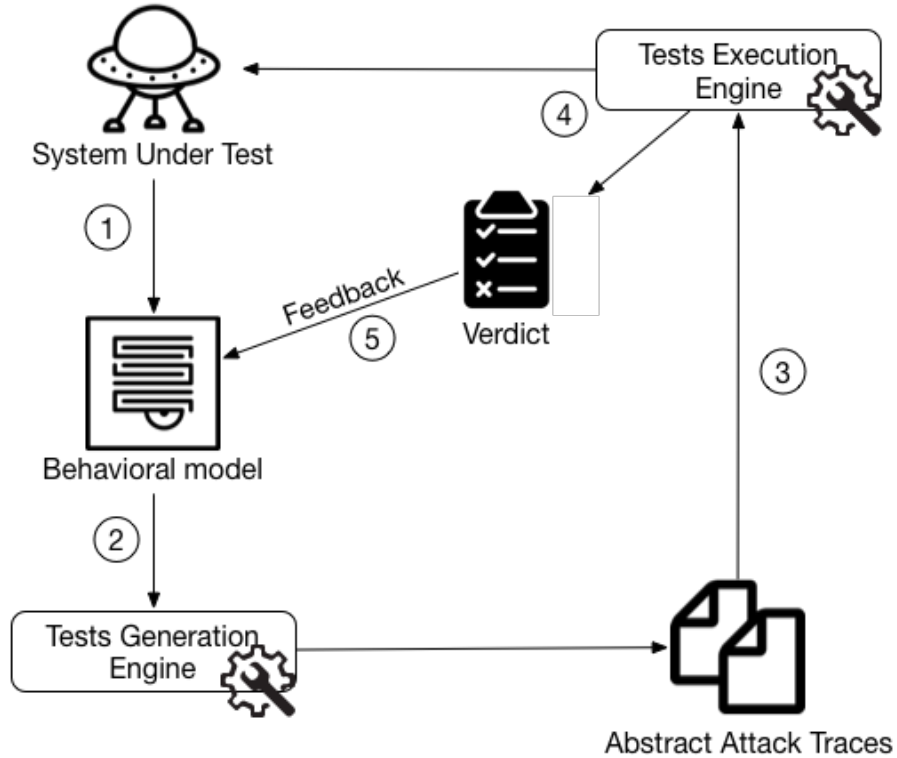 Tests Execution
Engine
4
System Under Test
1
Feedback
5
Verdict
3
Behavioral model
2
Tests Generation
Engine
Abstract Attack Traces